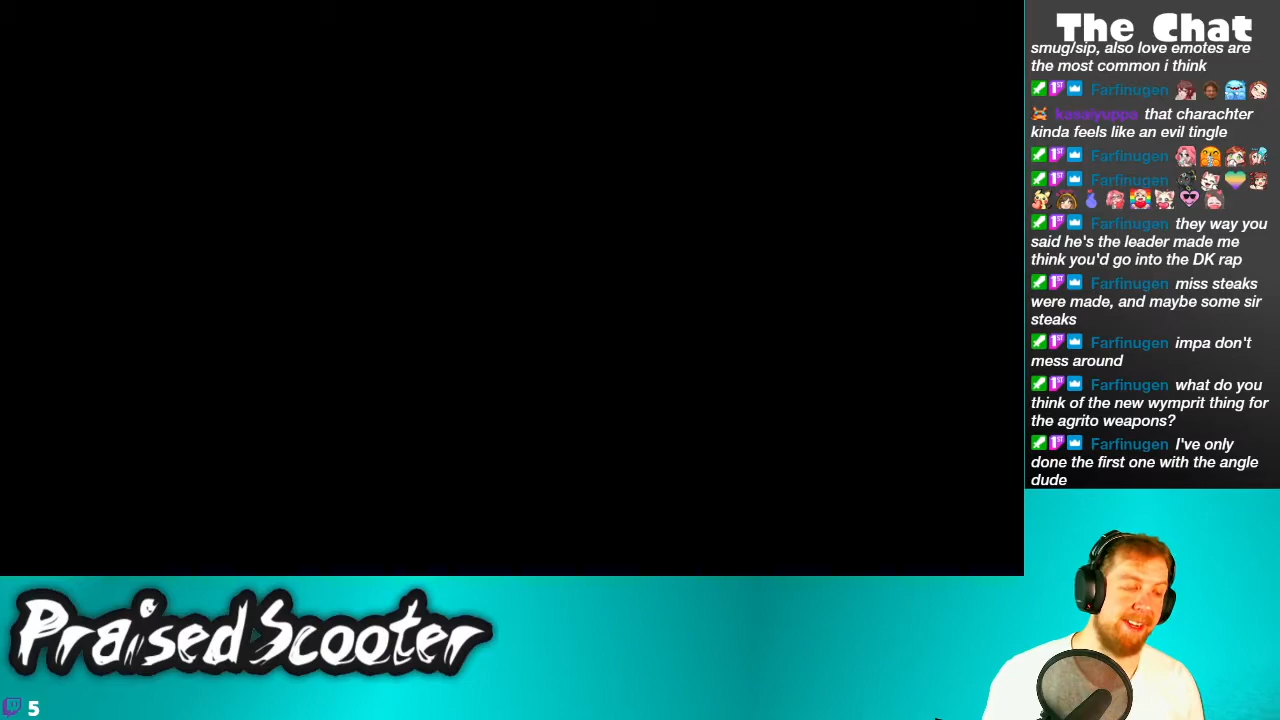 The Chat
smug/sip, also love emotes are
the most common i think
Farfinugen
kasaiyuppa that charachter
kinda feels like an evil tingle
Farfinugen
Farfinugen
Farfinugen they way you
said he's the leader made me
think you'd go into the DK rap
Farfinugen miss steaks
were made, and maybe some sir
steaks
Farfinugen impa don't
mess around
Farfinugen what do you
think of the new wymprit thing for
the agrito weapons?
Farfinugen I've only
done the first one with the angle
dude
Praised Scooter
5